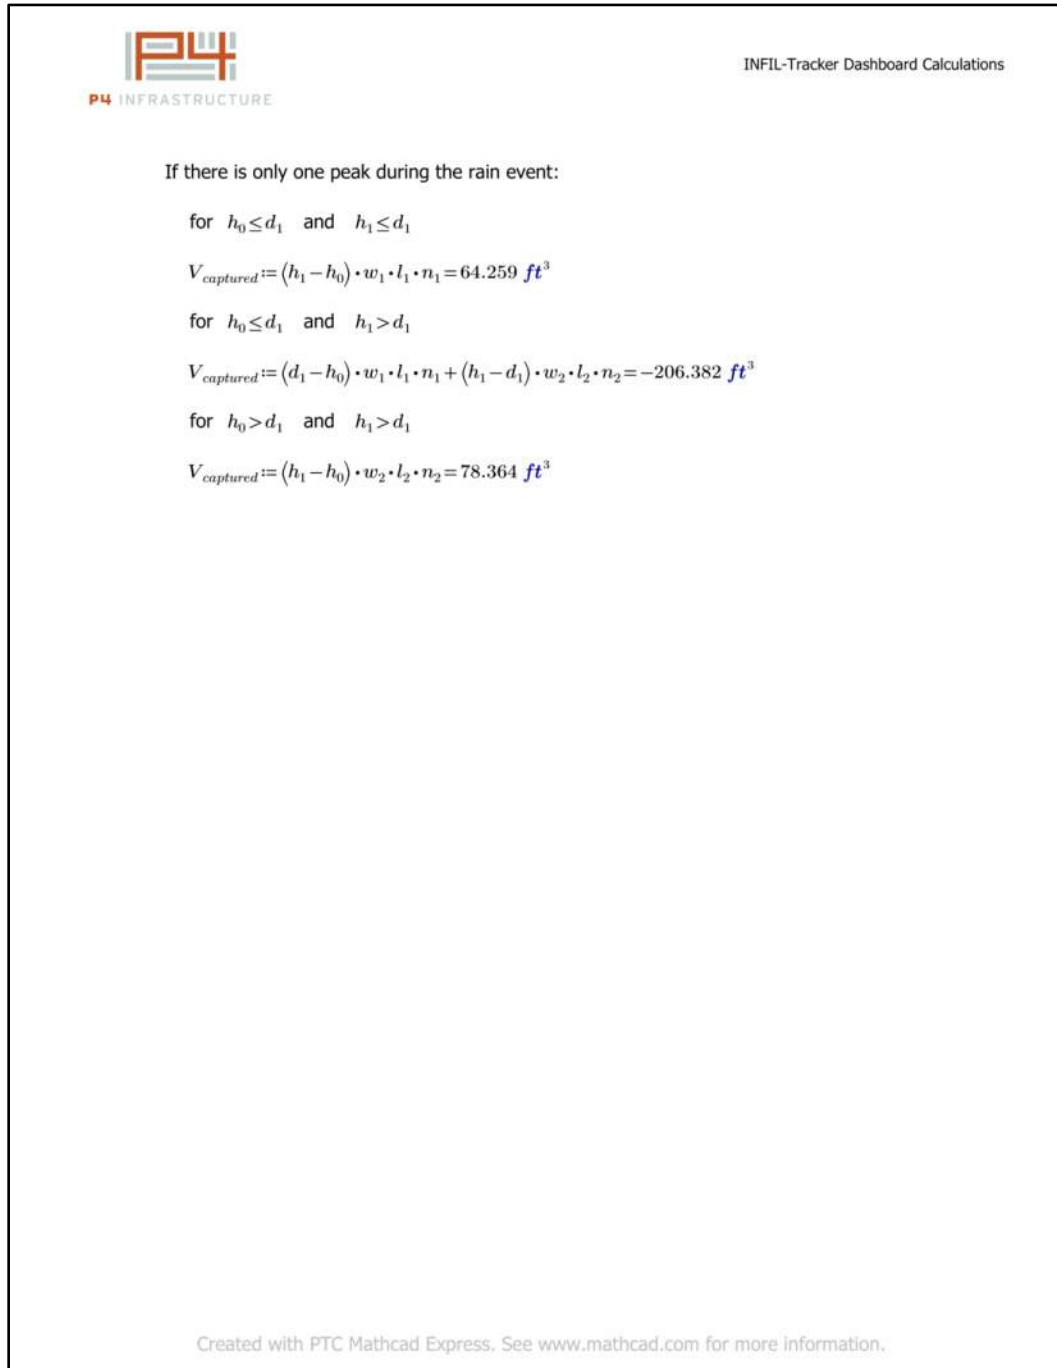 P4
INFIL-Tracker Dashboard Calculations
P4 INFRASTRUCTURE
If there is only one peak during the rain event:
for h₀≤d₁ and h₁≤d₁
V_captured≔(h₁−h₀)·w₁·l₁·n₁=64.259 ft³
for h₀≤d₁ and h₁>d₁
V_captured≔(d₁−h₀)·w₁·l₁·n₁+(h₁−d₁)·w₂·l₂·n₂=−206.382 ft³
for h₀>d₁ and h₁>d₁
V_captured≔(h₁−h₀)·w₂·l₂·n₂=78.364 ft³
Created with PTC Mathcad Express. See www.mathcad.com for more information.